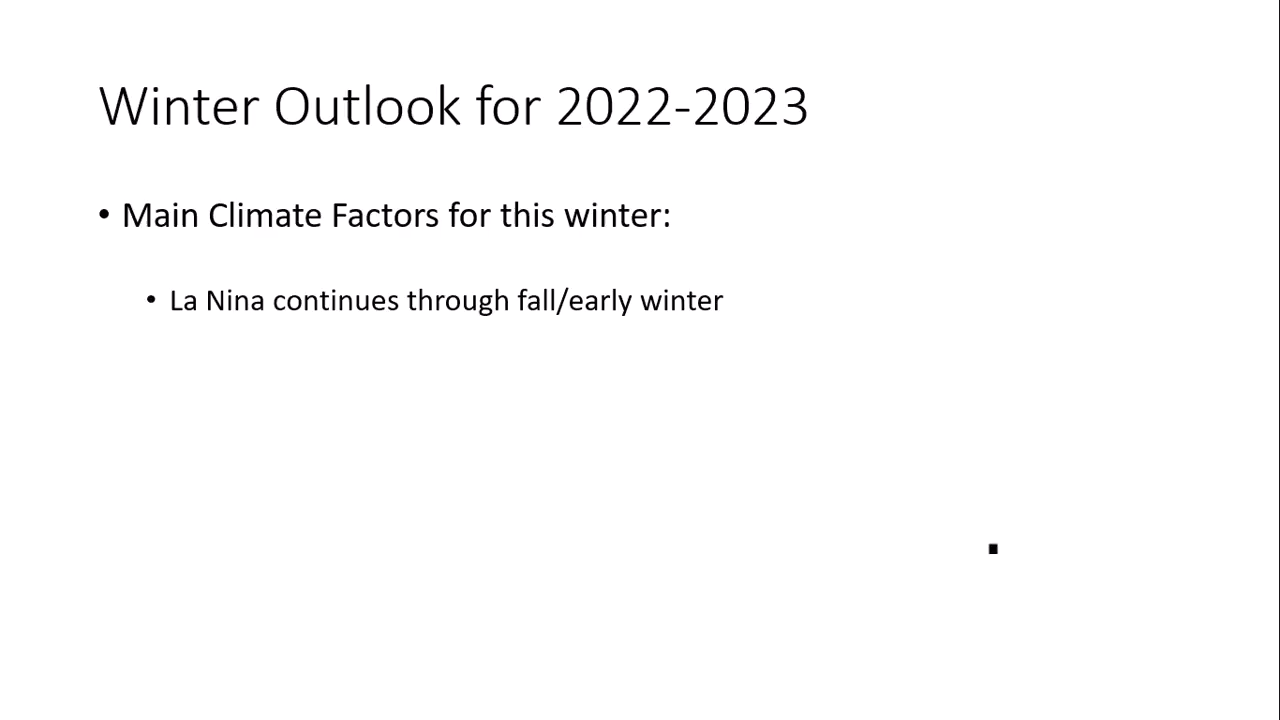 Winter Outlook for 2022-2023
• Main Climate Factors for this winter:
• La Nina continues through fall/early winter